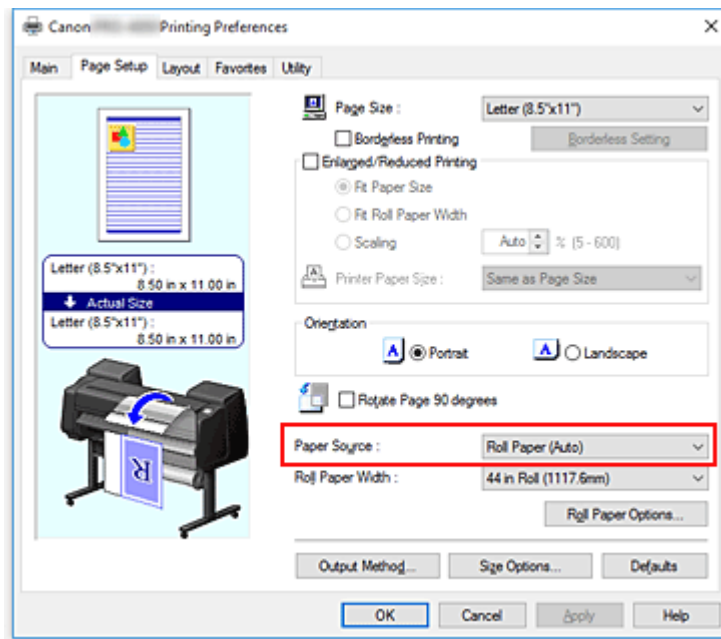 Canon Printing Preferences
Main Page Setup Layout Favorites Utility
Page Size : Letter (8.5"x11")
Borderless Printing Borderless Setting
Enlarged/Reduced Printing
Fit Paper Size
Fit Roll Paper Width
Scaling Auto % (5 - 600)
Printer Paper Size : Same as Page Size
Letter (8.5"x11") :
8.50 in x 11.00 in
Actual Size
Letter (8.5"x11") :
8.50 in x 11.00 in
Orientation
A Portrait A Landscape
Rotate Page 90 degrees
Paper Source : Roll Paper (Auto)
Roll Paper Width : 44 in Roll (1117.6mm)
R
Roll Paper Options...
Output Method... Size Options... Defaults
OK Cancel Apply Help